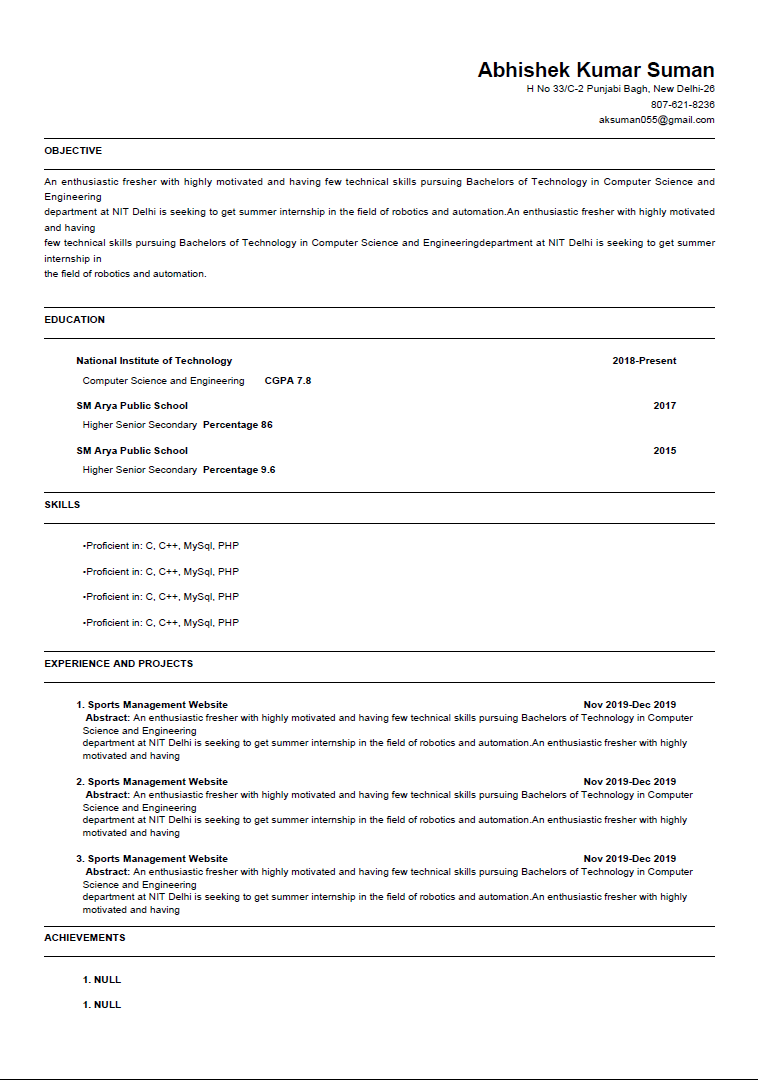 Abhishek Kumar Suman
H No 33/C-2 Punjabi Bagh, New Delhi-26
807-621-8236
aksuman055@gmail.com
OBJECTIVE
An enthusiastic fresher with highly motivated and having few technical skills pursuing Bachelors of Technology in Computer Science and
Engineering
department at NIT Delhi is seeking to get summer internship in the field of robotics and automation.An enthusiastic fresher with highly motivated
and having
few technical skills pursuing Bachelors of Technology in Computer Science and Engineeringdepartment at NIT Delhi is seeking to get summer
internship in
the field of robotics and automation.
EDUCATION
National Institute of Technology 2018-Present
Computer Science and Engineering CGPA 7.8
SM Arya Public School 2017
Higher Senior Secondary Percentage 86
SM Arya Public School 2015
Higher Senior Secondary Percentage 9.6
SKILLS
•Proficient in: C, C++, MySql, PHP
•Proficient in: C, C++, MySql, PHP
•Proficient in: C, C++, MySql, PHP
•Proficient in: C, C++, MySql, PHP
EXPERIENCE AND PROJECTS
1. Sports Management Website Nov 2019-Dec 2019
Abstract: An enthusiastic fresher with highly motivated and having few technical skills pursuing Bachelors of Technology in Computer
Science and Engineering
department at NIT Delhi is seeking to get summer internship in the field of robotics and automation.An enthusiastic fresher with highly
motivated and having
2. Sports Management Website Nov 2019-Dec 2019
Abstract: An enthusiastic fresher with highly motivated and having few technical skills pursuing Bachelors of Technology in Computer
Science and Engineering
department at NIT Delhi is seeking to get summer internship in the field of robotics and automation.An enthusiastic fresher with highly
motivated and having
3. Sports Management Website Nov 2019-Dec 2019
Abstract: An enthusiastic fresher with highly motivated and having few technical skills pursuing Bachelors of Technology in Computer
Science and Engineering
department at NIT Delhi is seeking to get summer internship in the field of robotics and automation.An enthusiastic fresher with highly
motivated and having
ACHIEVEMENTS
1. NULL
1. NULL